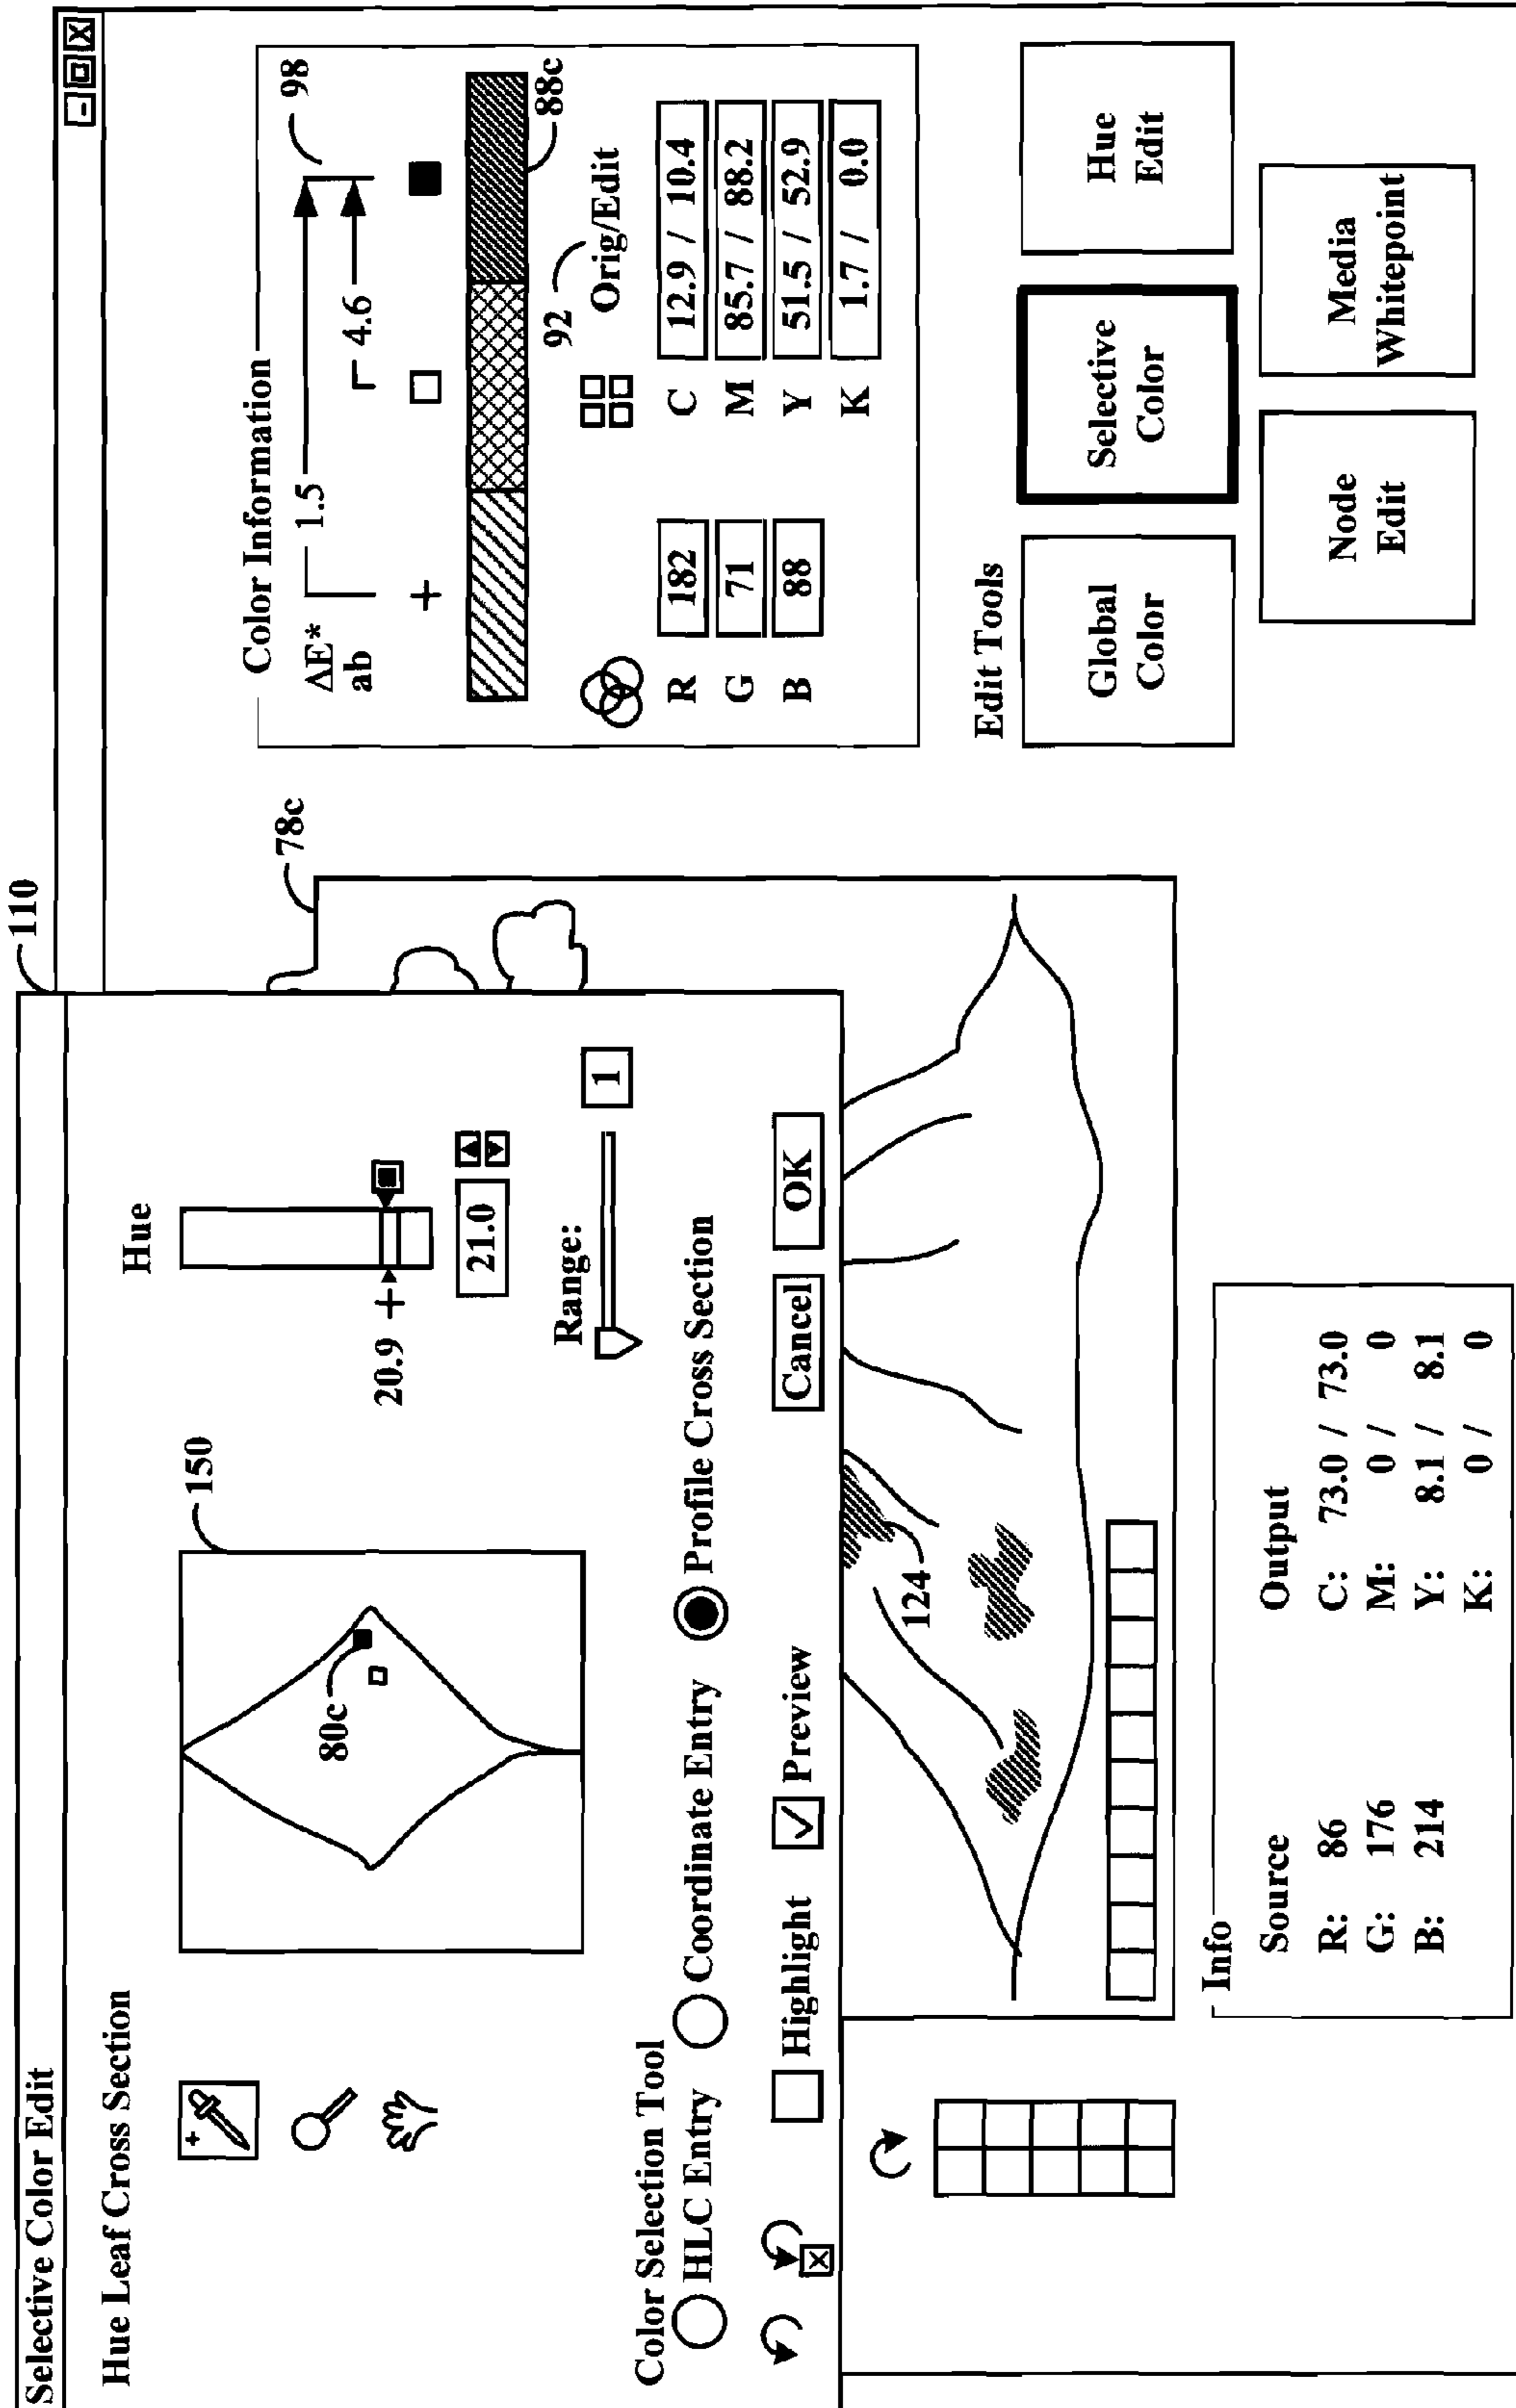 110
Selective Color Edit
Hue Leaf Cross Section
150
80c
Hue
20.9
21.0
Range:
1
Color Selection Tool
HLC Entry
Coordinate Entry
Profile Cross Section
Highlight
Preview
Cancel
OK
78c
124
Color Information
ΔE*
ab
1.5
4.6
98
88c
92
Orig/Edit
R 182
G 71
B 88
C 12.9 / 10.4
M 85.7 / 88.2
Y 51.5 / 52.9
K 1.7 / 0.0
Edit Tools
Global
Color
Selective
Color
Hue
Edit
Node
Edit
Media
Whitepoint
Info
Source Output
R: 86 C: 73.0 / 73.0
G: 176 M: 0 / 0
B: 214 Y: 8.1 / 8.1
K: 0 / 0